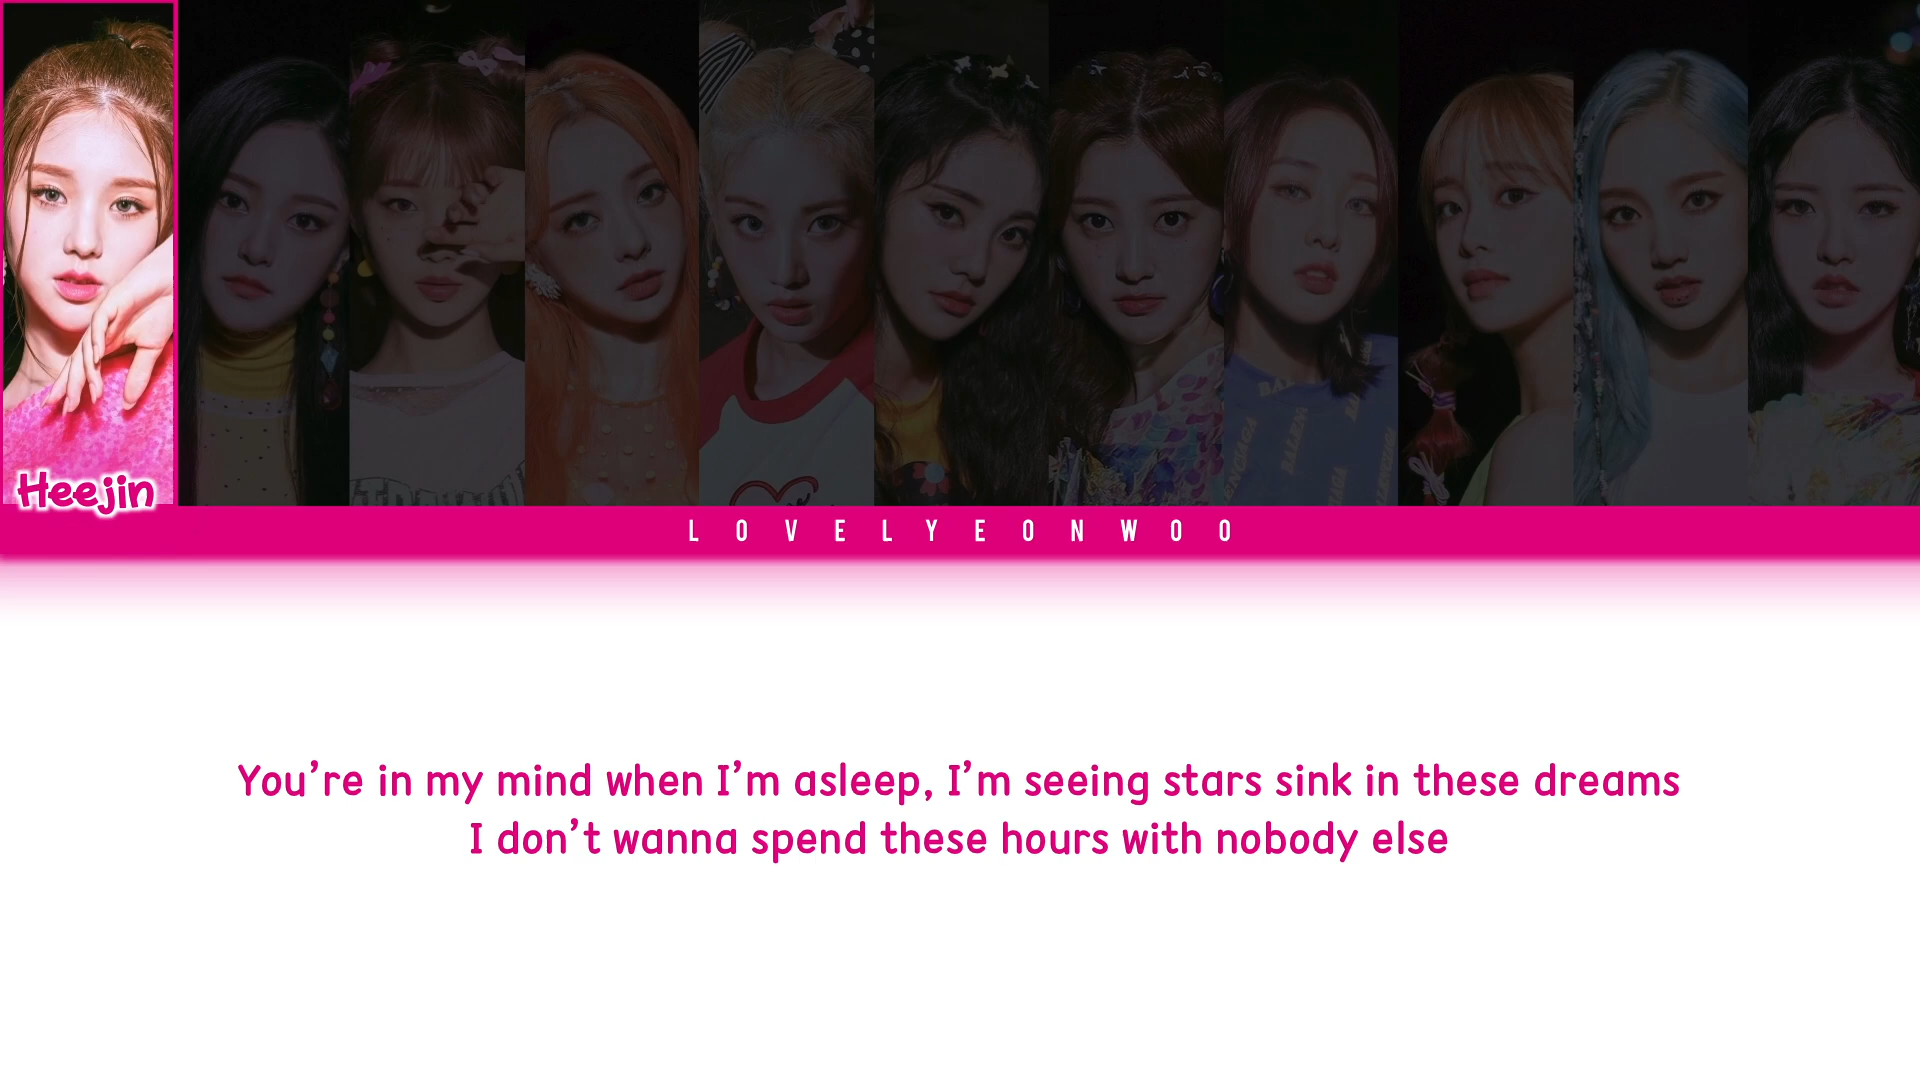 Heejin
LOVELYEONWOO
You're in my mind when I'm asleep, I'm seeing stars sink in these dreams
I don't wanna spend these hours with nobody else